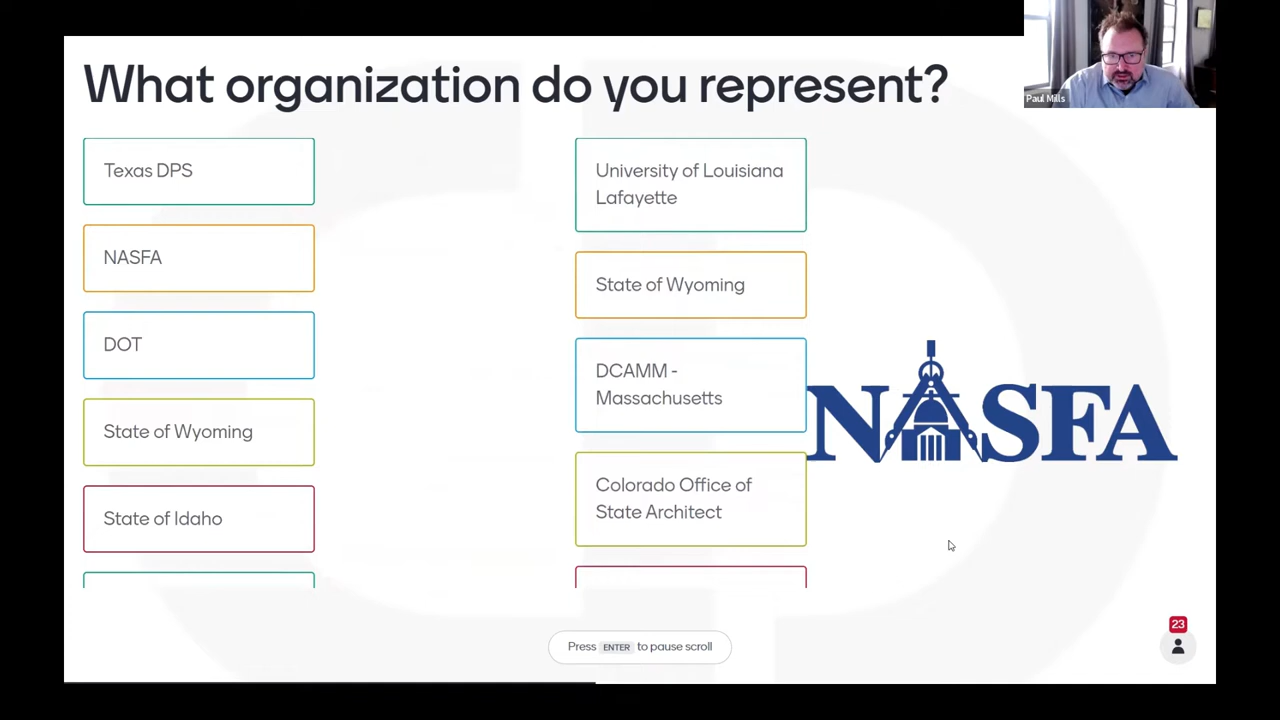 What organization do you represent?
Paul Mills
Texas DPS
NASFA
DOT
State of Wyoming
State of Idaho
University of Louisiana
Lafayette
State of Wyoming
DCAMM -
Massachusetts
Colorado Office of
State Architect
NASFA
Press ENTER to pause scroll
23